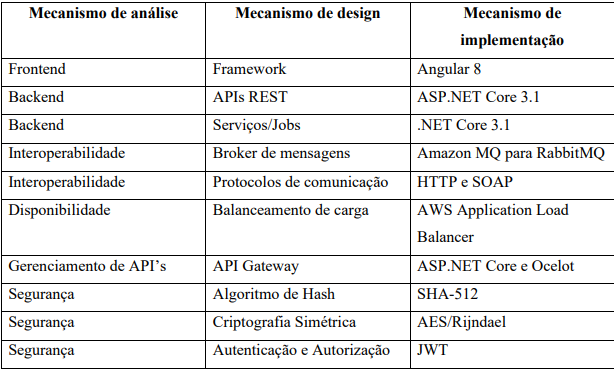 Mecanismo de análise Mecanismo de design Mecanismo de
implementação
Frontend Framework Angular 8
Backend APIs REST ASP.NET Core 3.1
Backend Serviços/Jobs .NET Core 3.1
Interoperabilidade Broker de mensagens Amazon MQ para RabbitMQ
Interoperabilidade Protocolos de comunicação HTTP e SOAP
Disponibilidade Balanceamento de carga AWS Application Load
Balancer
Gerenciamento de API’s API Gateway ASP.NET Core e Ocelot
Segurança Algoritmo de Hash SHA-512
Segurança Criptografia Simétrica AES/Rijndael
Segurança Autenticação e Autorização JWT